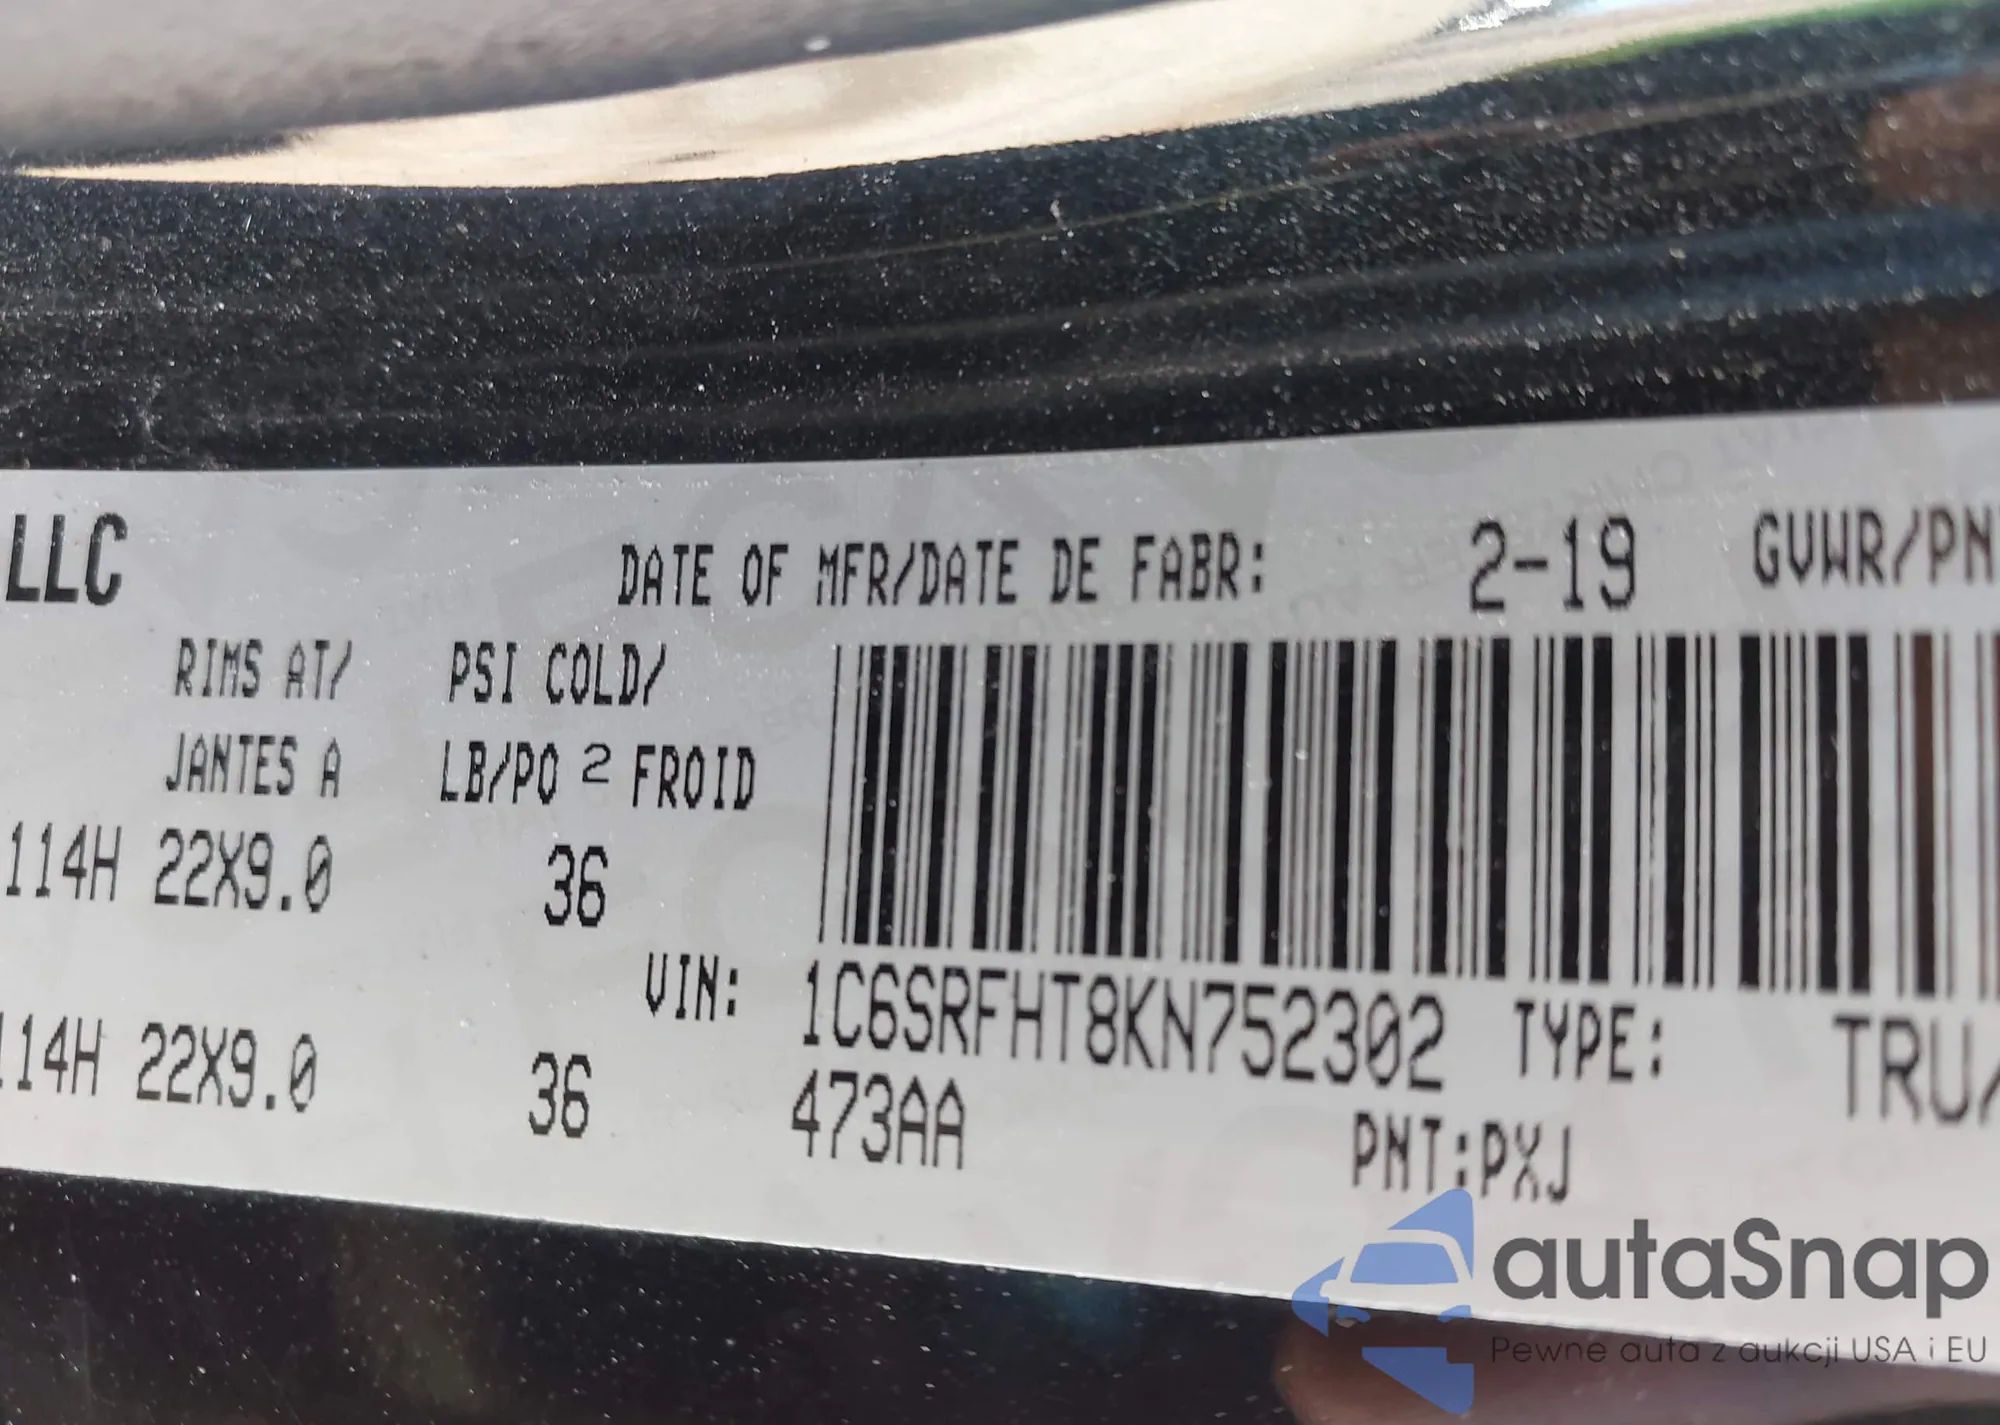 LLC DATE OF MFR/DATE DE FABR: 2-19 GVWR/PN
RIMS AT/ PSI COLD/
JANTES A LB/PO 2 FROID
114H 22X9.0 36
VIN: 1C6SRFHT8KN752302 TYPE: TRU/
114H 22X9.0 36 473AA PNT:PXJ
autaSnap
Pewne auta z aukcji USA i EU